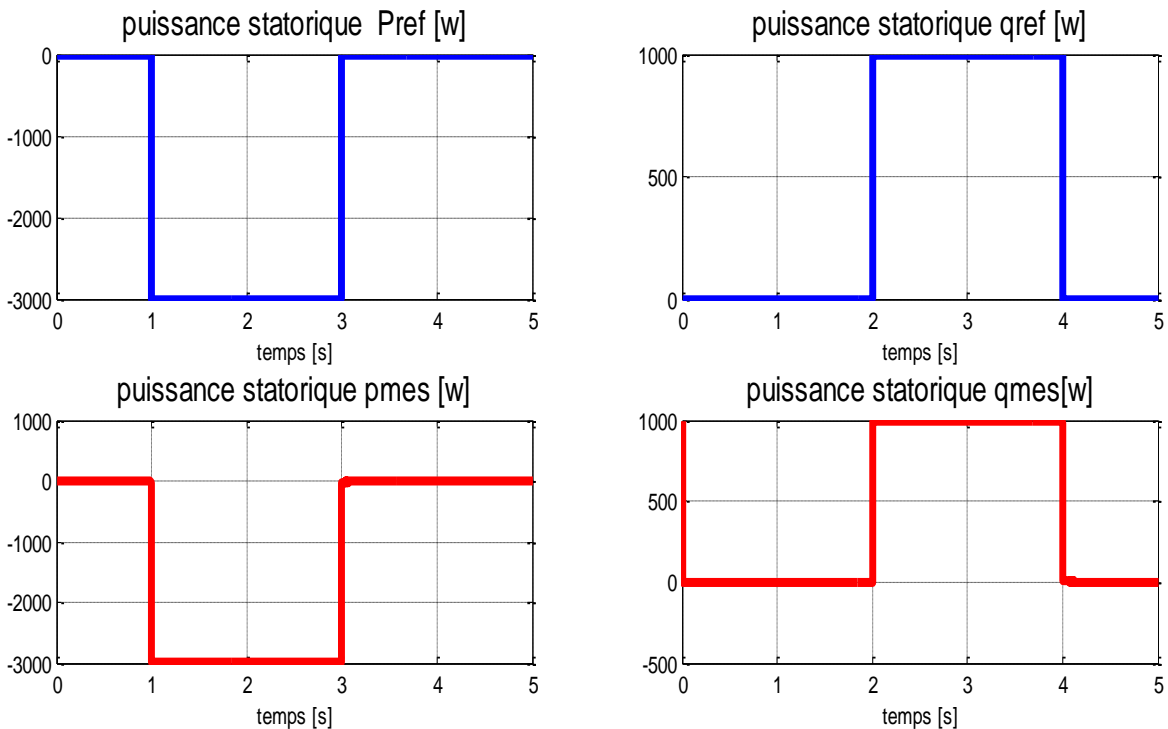 puissance statorique Pref [w]
0
-1000
-2000
-3000
0 1 2 3 4 5
temps [s]
puissance statorique qref [w]
1000
500
0
0 1 2 3 4 5
temps [s]
puissance statorique pmes [w]
1000
0
-1000
-2000
-3000
0 1 2 3 4 5
temps [s]
puissance statorique qmes[w]
1000
500
0
-500
0 1 2 3 4 5
temps [s]